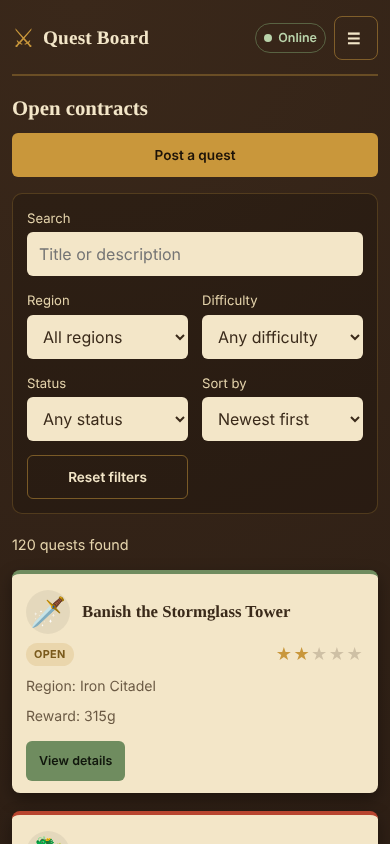 Quest Board
Online
Open contracts
Post a quest
Search
Title or description
Region
Difficulty
All regions
Any difficulty
Status
Sort by
Any status
Newest first
Reset filters
120 quests found
Banish the Stormglass Tower
OPEN
Region: Iron Citadel
Reward: 315g
View details